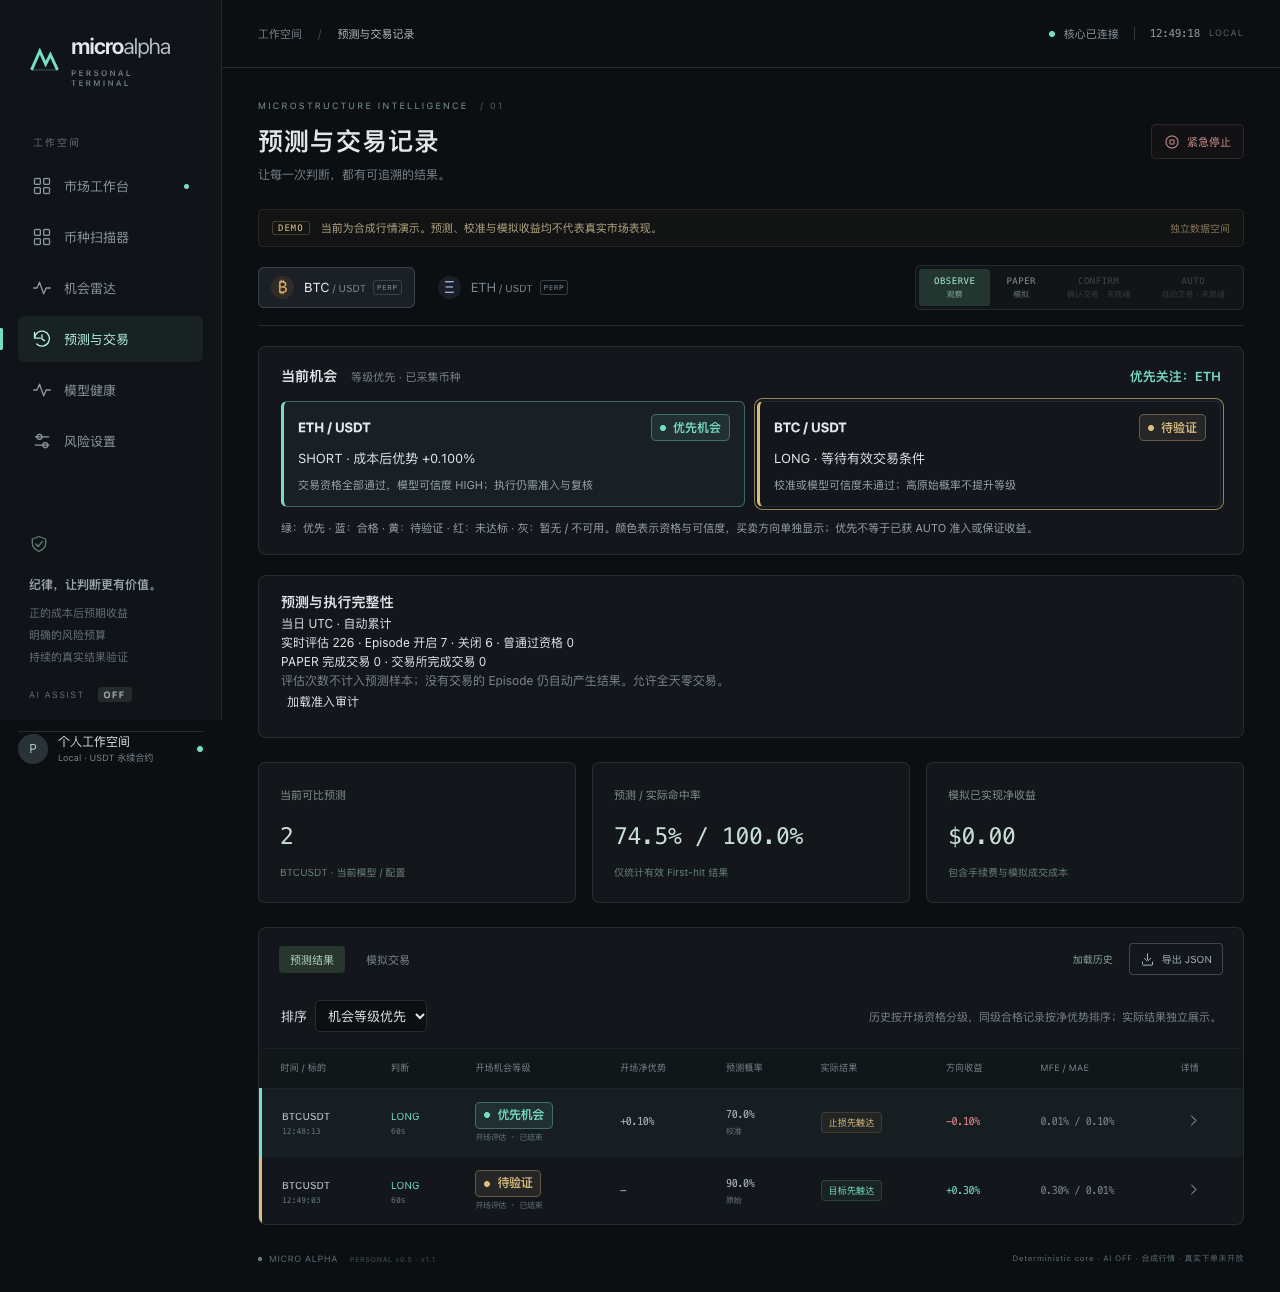 microalpha
PERSONAL
TERMINAL
工作空间
市场工作台
币种扫描器
机会雷达
预测与交易
模型健康
风险设置
纪律，让判断更有价值。
正的成本后预期收益
明确的风险预算
持续的真实结果验证
AI ASSIST OFF
P 个人工作空间
Local · USDT 永续合约
工作空间 / 预测与交易记录
核心已连接 12:49:18 LOCAL
MICROSTRUCTURE INTELLIGENCE / 01
预测与交易记录
紧急停止
让每一次判断，都有可追溯的结果。
DEMO 当前为合成行情演示。预测、校准与模拟收益均不代表真实市场表现。 独立数据空间
BTC / USDT PERP ETH / USDT PERP
OBSERVE PAPER CONFIRM AUTO
观察 模拟 确认交易 · 未就绪 自动交易 · 未就绪
当前机会 等级优先 · 已采集币种 优先关注：ETH
ETH / USDT 优先机会
SHORT · 成本后优势 +0.100%
交易资格全部通过，模型可信度 HIGH；执行仍需准入与复核
BTC / USDT 待验证
LONG · 等待有效交易条件
校准或模型可信度未通过；高原始概率不提升等级
绿：优先 · 蓝：合格 · 黄：待验证 · 红：未达标 · 灰：暂无 / 不可用。颜色表示资格与可信度，买卖方向单独显示；优先不等于已获 AUTO 准入或保证收益。
预测与执行完整性
当日 UTC · 自动累计
实时评估 226 · Episode 开启 7 · 关闭 6 · 曾通过资格 0
PAPER 完成交易 0 · 交易所完成交易 0
评估次数不计入预测样本；没有交易的 Episode 仍自动产生结果。允许全天零交易。
加载准入审计
当前可比预测
2
BTCUSDT · 当前模型 / 配置
预测 / 实际命中率
74.5% / 100.0%
仅统计有效 First-hit 结果
模拟已实现净收益
$0.00
包含手续费与模拟成交成本
预测结果 模拟交易 加载历史 导出 JSON
排序 机会等级优先 历史按开场资格分级，同级合格记录按净优势排序；实际结果独立展示。
时间 / 标的 判断 开场机会等级 开场净优势 预测概率 实际结果 方向收益 MFE / MAE 详情
BTCUSDT LONG 优先机会 +0.10% 70.0% 止损先触达 −0.10% 0.01% / 0.10%
12:48:13 60s 开场评估 · 已结束 校准
BTCUSDT LONG 待验证 — 90.0% 目标先触达 +0.30% 0.30% / 0.01%
12:49:03 60s 开场评估 · 已结束 原始
MICRO ALPHA PERSONAL v0.5 · v1.1 Deterministic core · AI OFF · 合成行情 · 真实下单未开放